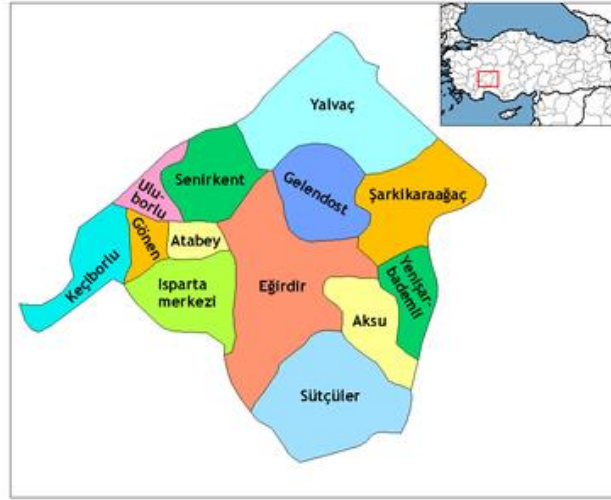 Yalvaç
Ulu-
borlu
Senirkent
Gelendost
Şarkikaraağaç
Keçiborlu
Gönen
Atabey
Isparta
merkezi
Eğirdir
Yenişar-
bademli
Aksu
Sütçüler